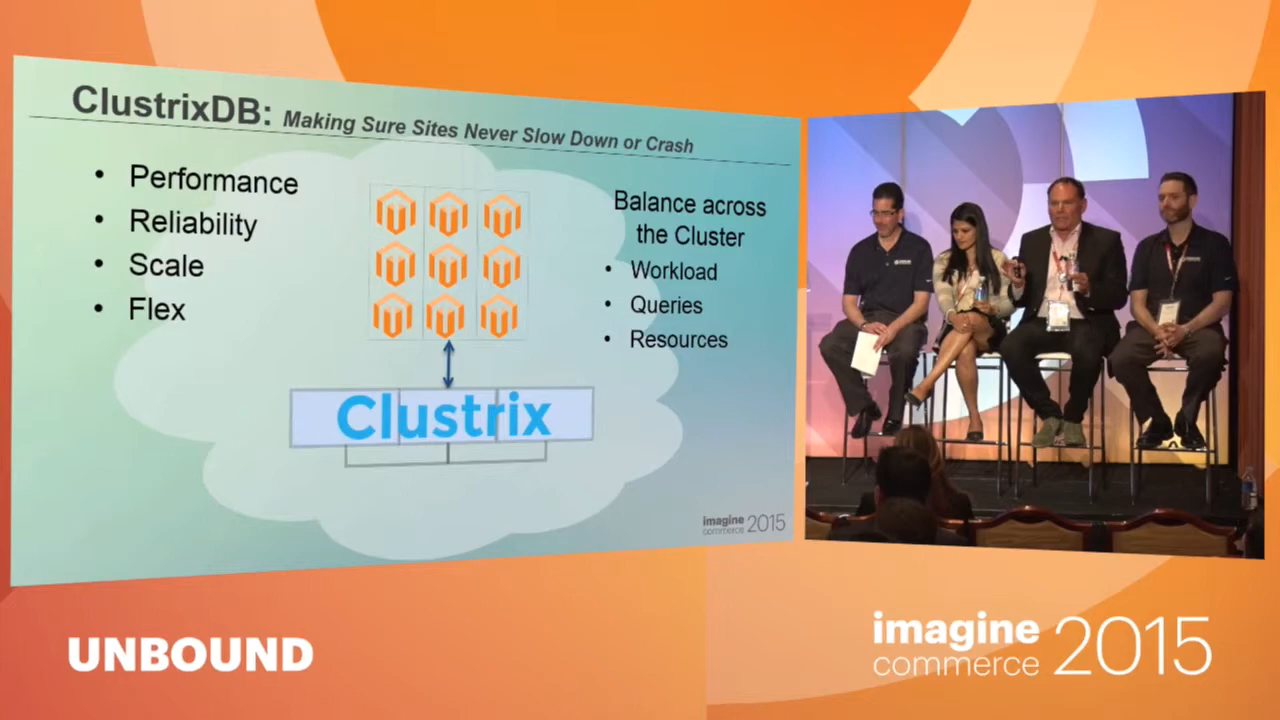 ClustrixDB: Making Sure Sites Never Slow Down or Crash
• Performance
• Reliability
• Scale
• Flex
Balance across
the Cluster
• Workload
• Queries
• Resources
Clustrix
imagine
commerce 2015
UNBOUND
imagine
commerce 2015